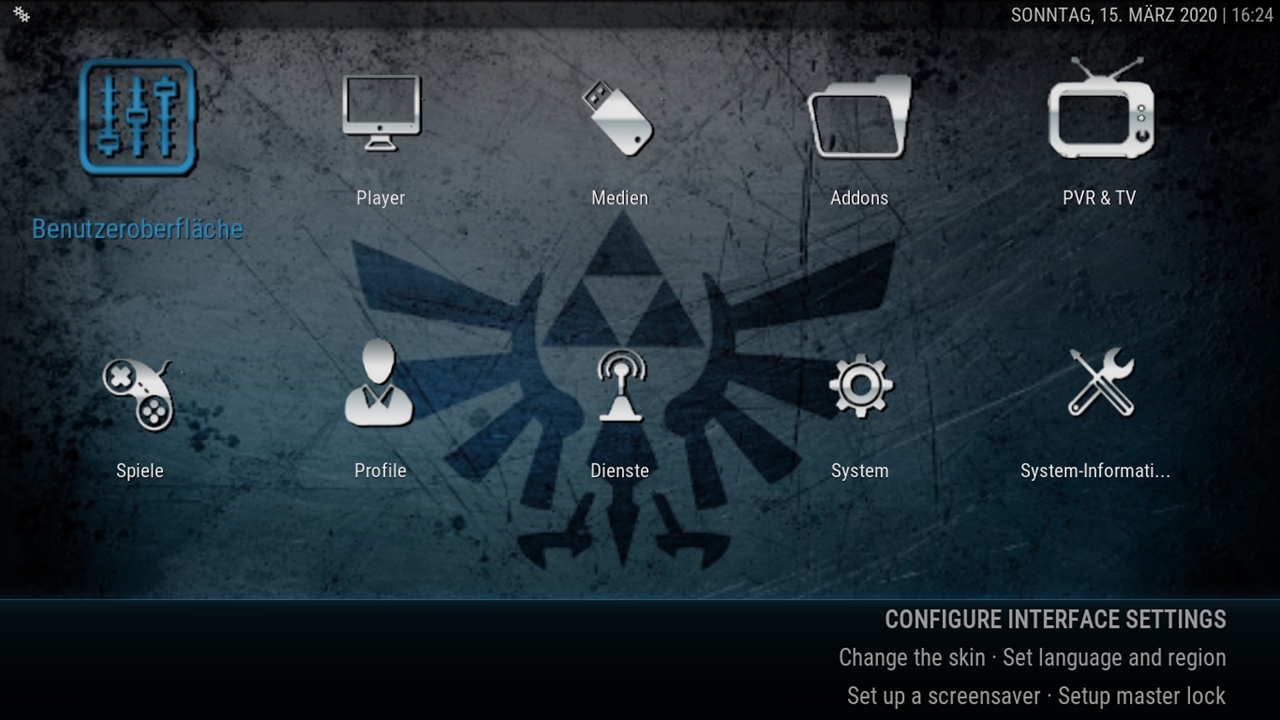 SONNTAG, 15. MÄRZ 2020 | 16:24
Player
Medien
Addons
PVR & TV
Benutzeroberfläche
Spiele
Profile
Dienste
System
System-Informati...
CONFIGURE INTERFACE SETTINGS
Change the skin · Set language and region
Set up a screensaver · Setup master lock